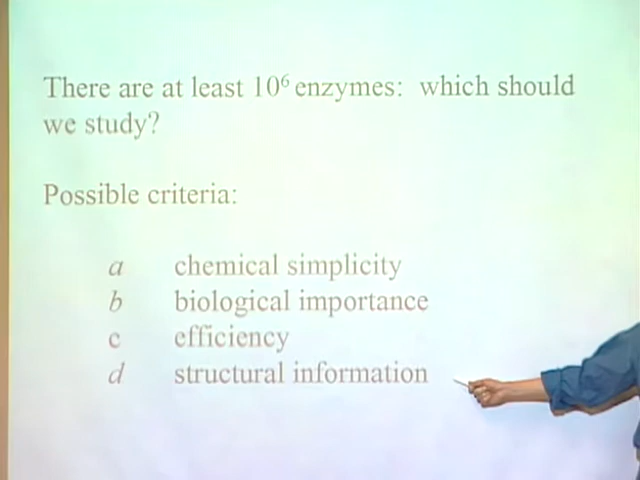 There are at least 10⁶ enzymes: which should
we study?
Possible criteria:
a chemical simplicity
b biological importance
c efficiency
d structural information